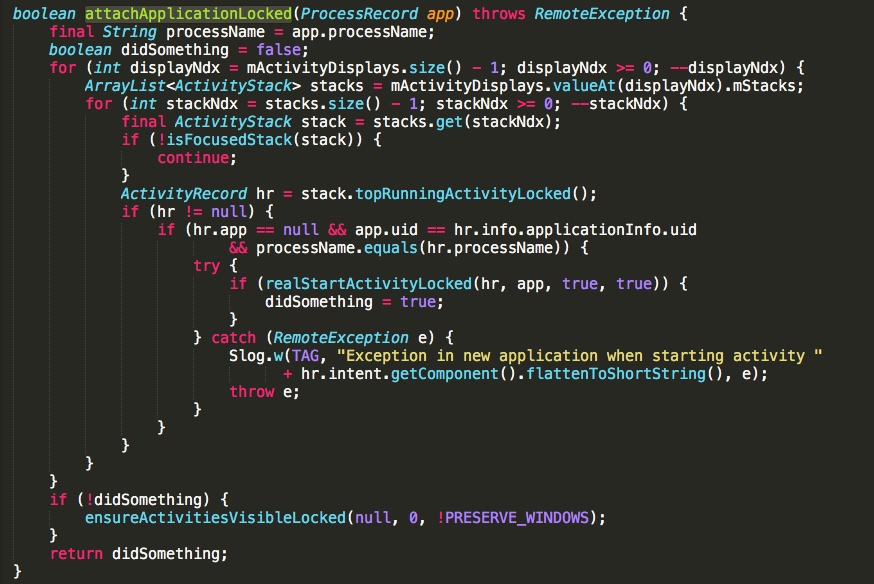 boolean attachApplicationLocked(ProcessRecord app) throws RemoteException {
    final String processName = app.processName;
    boolean didSomething = false;
    for (int displayNdx = mActivityDisplays.size() - 1; displayNdx >= 0; --displayNdx) {
        ArrayList<ActivityStack> stacks = mActivityDisplays.valueAt(displayNdx).mStacks;
        for (int stackNdx = stacks.size() - 1; stackNdx >= 0; --stackNdx) {
            final ActivityStack stack = stacks.get(stackNdx);
            if (!isFocusedStack(stack)) {
                continue;
            }
            ActivityRecord hr = stack.topRunningActivityLocked();
            if (hr != null) {
                if (hr.app == null && app.uid == hr.info.applicationInfo.uid
                        && processName.equals(hr.processName)) {
                    try {
                        if (realStartActivityLocked(hr, app, true, true)) {
                            didSomething = true;
                        }
                    } catch (RemoteException e) {
                        Slog.w(TAG, "Exception in new application when starting activity "
                              + hr.intent.getComponent().flattenToShortString(), e);
                        throw e;
                    }
                }
            }
        }
    }
    if (!didSomething) {
        ensureActivitiesVisibleLocked(null, 0, !PRESERVE_WINDOWS);
    }
    return didSomething;
}